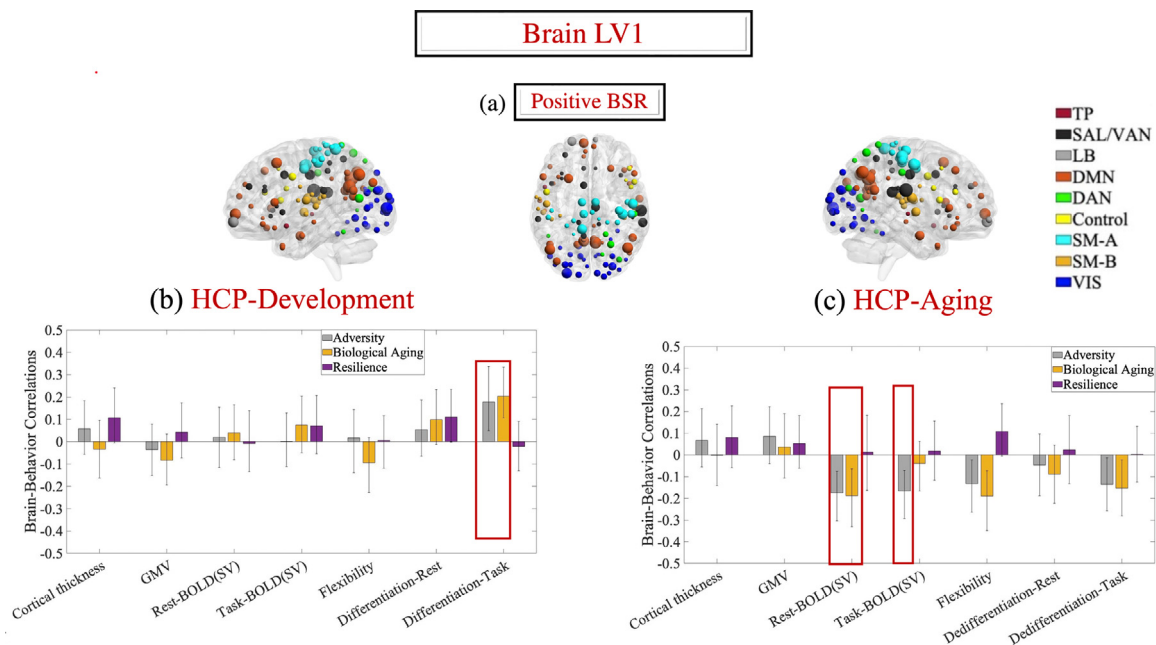 Brain LV1
(a) Positive BSR
TP
SAL/VAN
LB
DMN
DAN
Control
SM-A
SM-B
VIS
(b) HCP-Development
(c) HCP-Aging
Brain-Behavior Correlations
0.5
0.4
0.3
0.2
0.1
0
-0.1
-0.2
-0.3
-0.4
-0.5
Adversity
Biological Aging
Resilience
Cortical thickness
GMV
Rest-BOLD(SV)
Task-BOLD(SV)
Flexibility
Differentiation-Rest
Differentiation-Task
Brain-Behavior Correlations
0.5
0.4
0.3
0.2
0.1
0
-0.1
-0.2
-0.3
-0.4
-0.5
Adversity
Biological Aging
Resilience
Cortical thickness
GMV
Rest-BOLD(SV)
Task-BOLD(SV)
Flexibility
Dedifferentiation-Rest
Dedifferentiation-Task